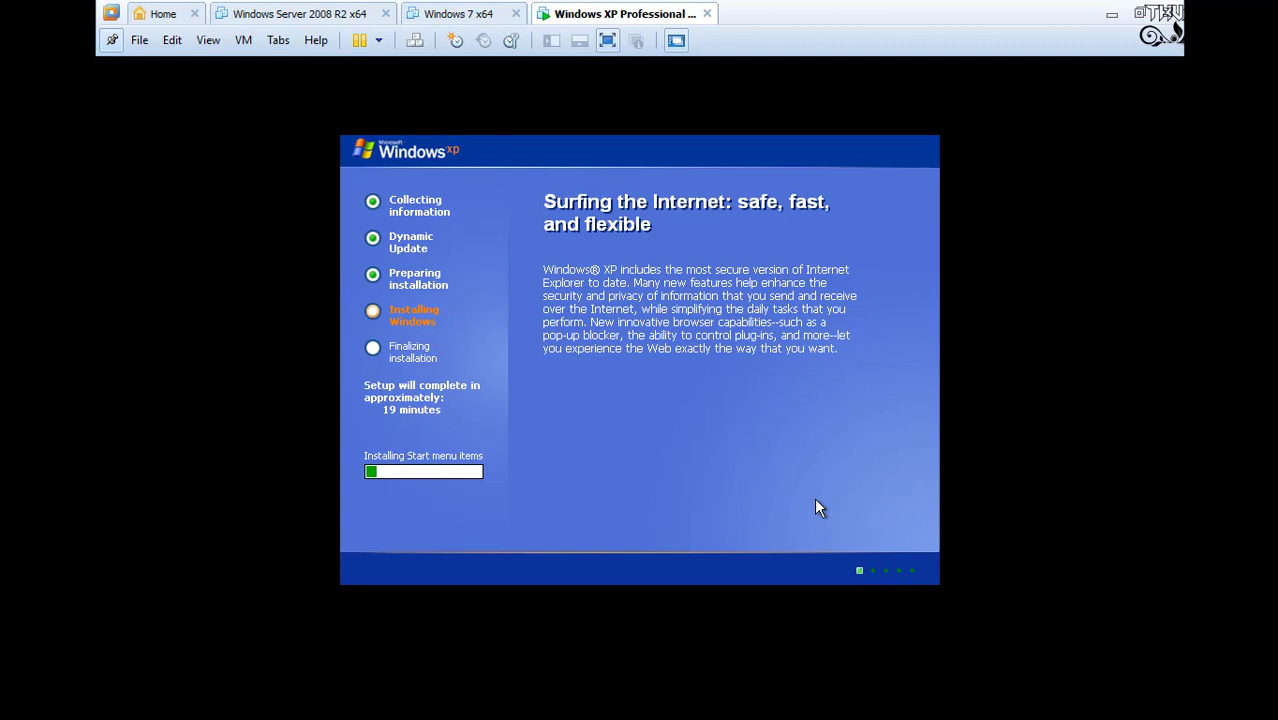 Home
Windows Server 2008 R2 x64
Windows 7 x64
Windows XP Professional ...
File Edit View VM Tabs Help
Microsoft
Windows xp
Collecting
information
Dynamic
Update
Preparing
installation
Installing
Windows
Finalizing
installation
Setup will complete in
approximately:
19 minutes
Installing Start menu items
Surfing the Internet: safe, fast,
and flexible
Windows® XP includes the most secure version of Internet
Explorer to date. Many new features help enhance the
security and privacy of information that you send and receive
over the Internet, while simplifying the daily tasks that you
perform. New innovative browser capabilities--such as a
pop-up blocker, the ability to control plug-ins, and more--let
you experience the Web exactly the way that you want.